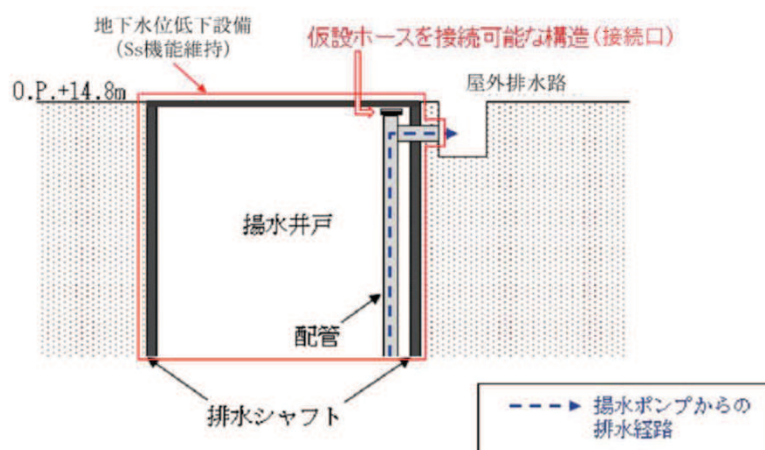 地下水位低下設備
(Ss機能維持)
仮設ホースを接続可能な構造(接続口)
屋外排水路
O.P.+14.8m
揚水井戸
配管
排水シャフト
揚水ポンプからの
排水経路